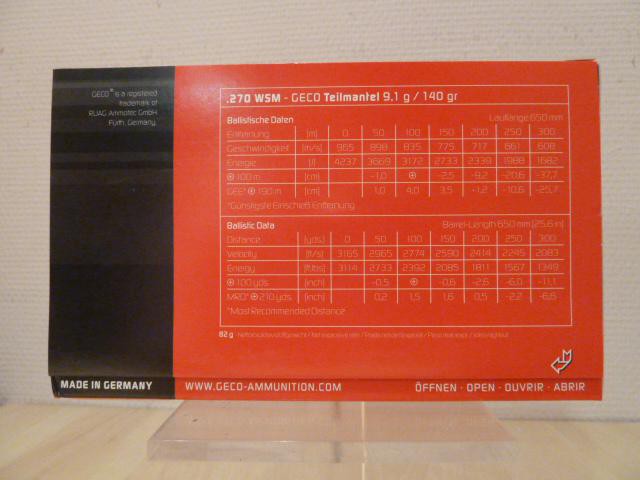 GECO® is a registered
trademark of
RUAG Ammotec GmbH
Fürth, Germany.
.270 WSM - GECO Teilmantel 9,1 g / 140 gr
Ballistische Daten Lauflänge 650 mm
Entfernung [m] 0 50 100 150 200 250 300
Geschwindigkeit [m/s] 965 898 835 775 717 661 608
Energie [J] 4237 3669 3172 2733 2339 1988 1682
⊕ 100 m [cm] -1,0 ⊕ -2,5 -9,2 -20,6 -37,7
GEE* ⊕ 190 m [cm] 1,0 4,0 3,5 -1,2 -10,6 -25,7
*Günstigste Einschieß Entfernung
Ballistic Data Barrel-Length 650 mm [25,6 in]
Distance [yds.] 0 50 100 150 200 250 300
Velocity [ft/s] 3165 2965 2774 2590 2414 2245 2083
Energy [ft.lbs] 3114 2733 2392 2085 1811 1567 1349
⊕ 100 yds. [inch] -0,5 ⊕ -0,6 -2,6 -6,0 -11,1
MRD* ⊕ 210 yds. [inch] 0,2 1,5 1,6 0,5 -2,2 -6,6
*Most Recommended Distance
82 g
MADE IN GERMANY
WWW.GECO-AMMUNITION.COM
ÖFFNEN · OPEN · OUVRIR · ABRIR